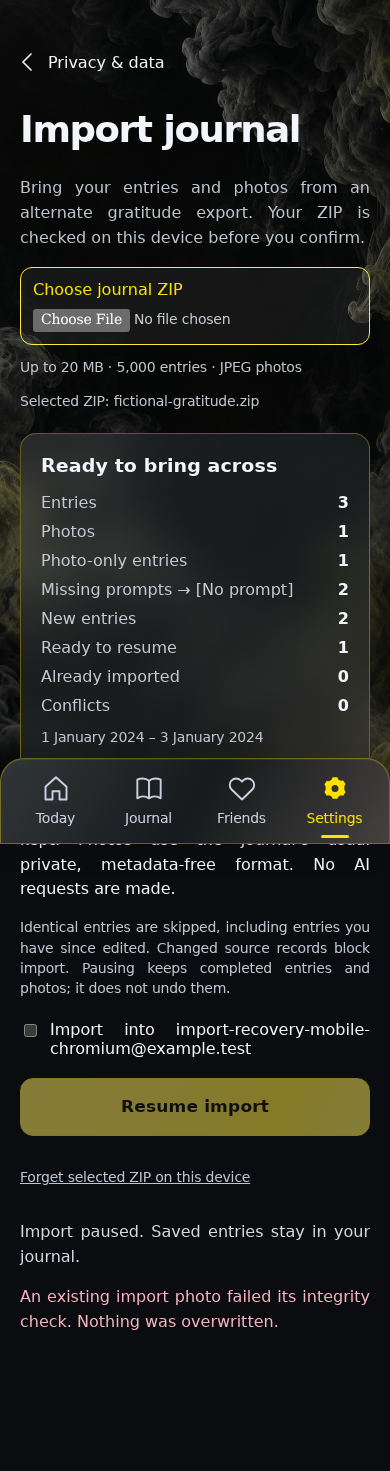 Privacy & data
Import journal
Bring your entries and photos from an
alternate gratitude export. Your ZIP is
checked on this device before you confirm.
Choose journal ZIP
Choose File No file chosen
Up to 20 MB · 5,000 entries · JPEG photos
Selected ZIP: fictional-gratitude.zip
Ready to bring across
Entries 3
Photos 1
Photo-only entries 1
Missing prompts → [No prompt] 2
New entries 2
Ready to resume 1
Already imported 0
Conflicts 0
1 January 2024 – 3 January 2024
Today Journal Friends Settings
private, metadata-free format. No AI
requests are made.
Identical entries are skipped, including entries you
have since edited. Changed source records block
import. Pausing keeps completed entries and
photos; it does not undo them.
Import into import-recovery-mobile-
chromium@example.test
Resume import
Forget selected ZIP on this device
Import paused. Saved entries stay in your
journal.
An existing import photo failed its integrity
check. Nothing was overwritten.